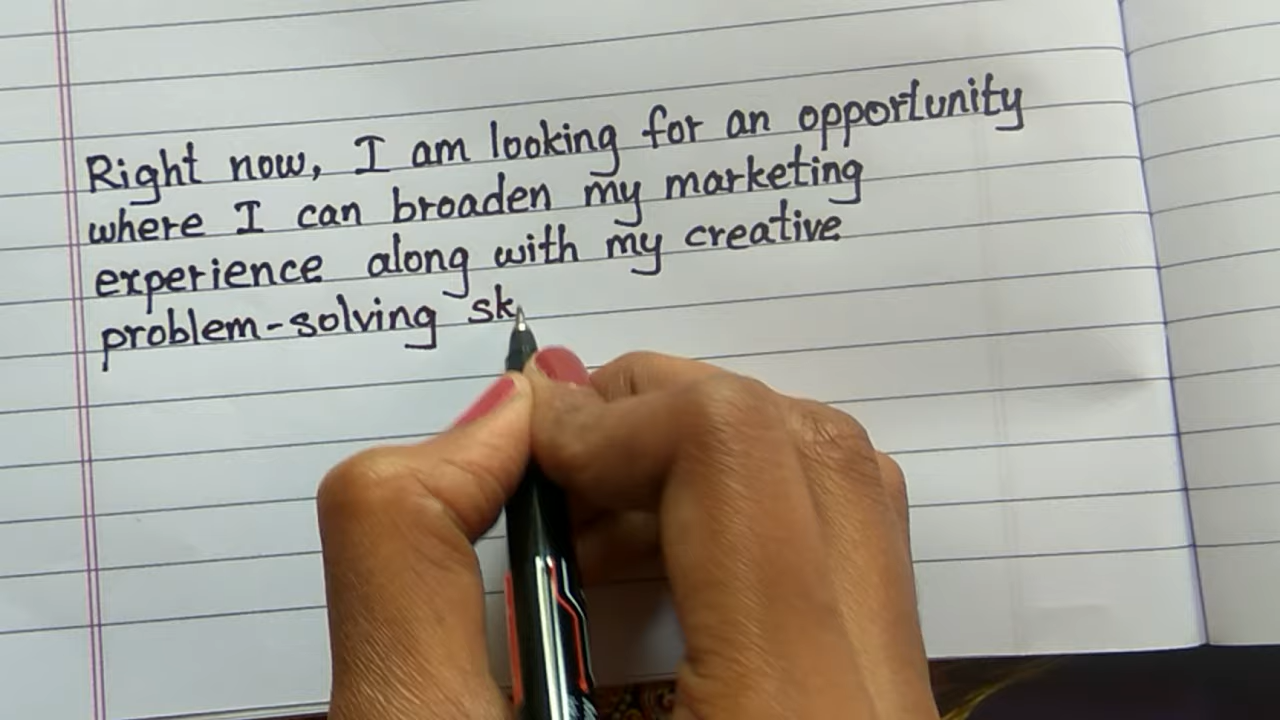 Right now, I am looking for an opportunity
where I can broaden my marketing
experience along with my creative
problem-solving sk